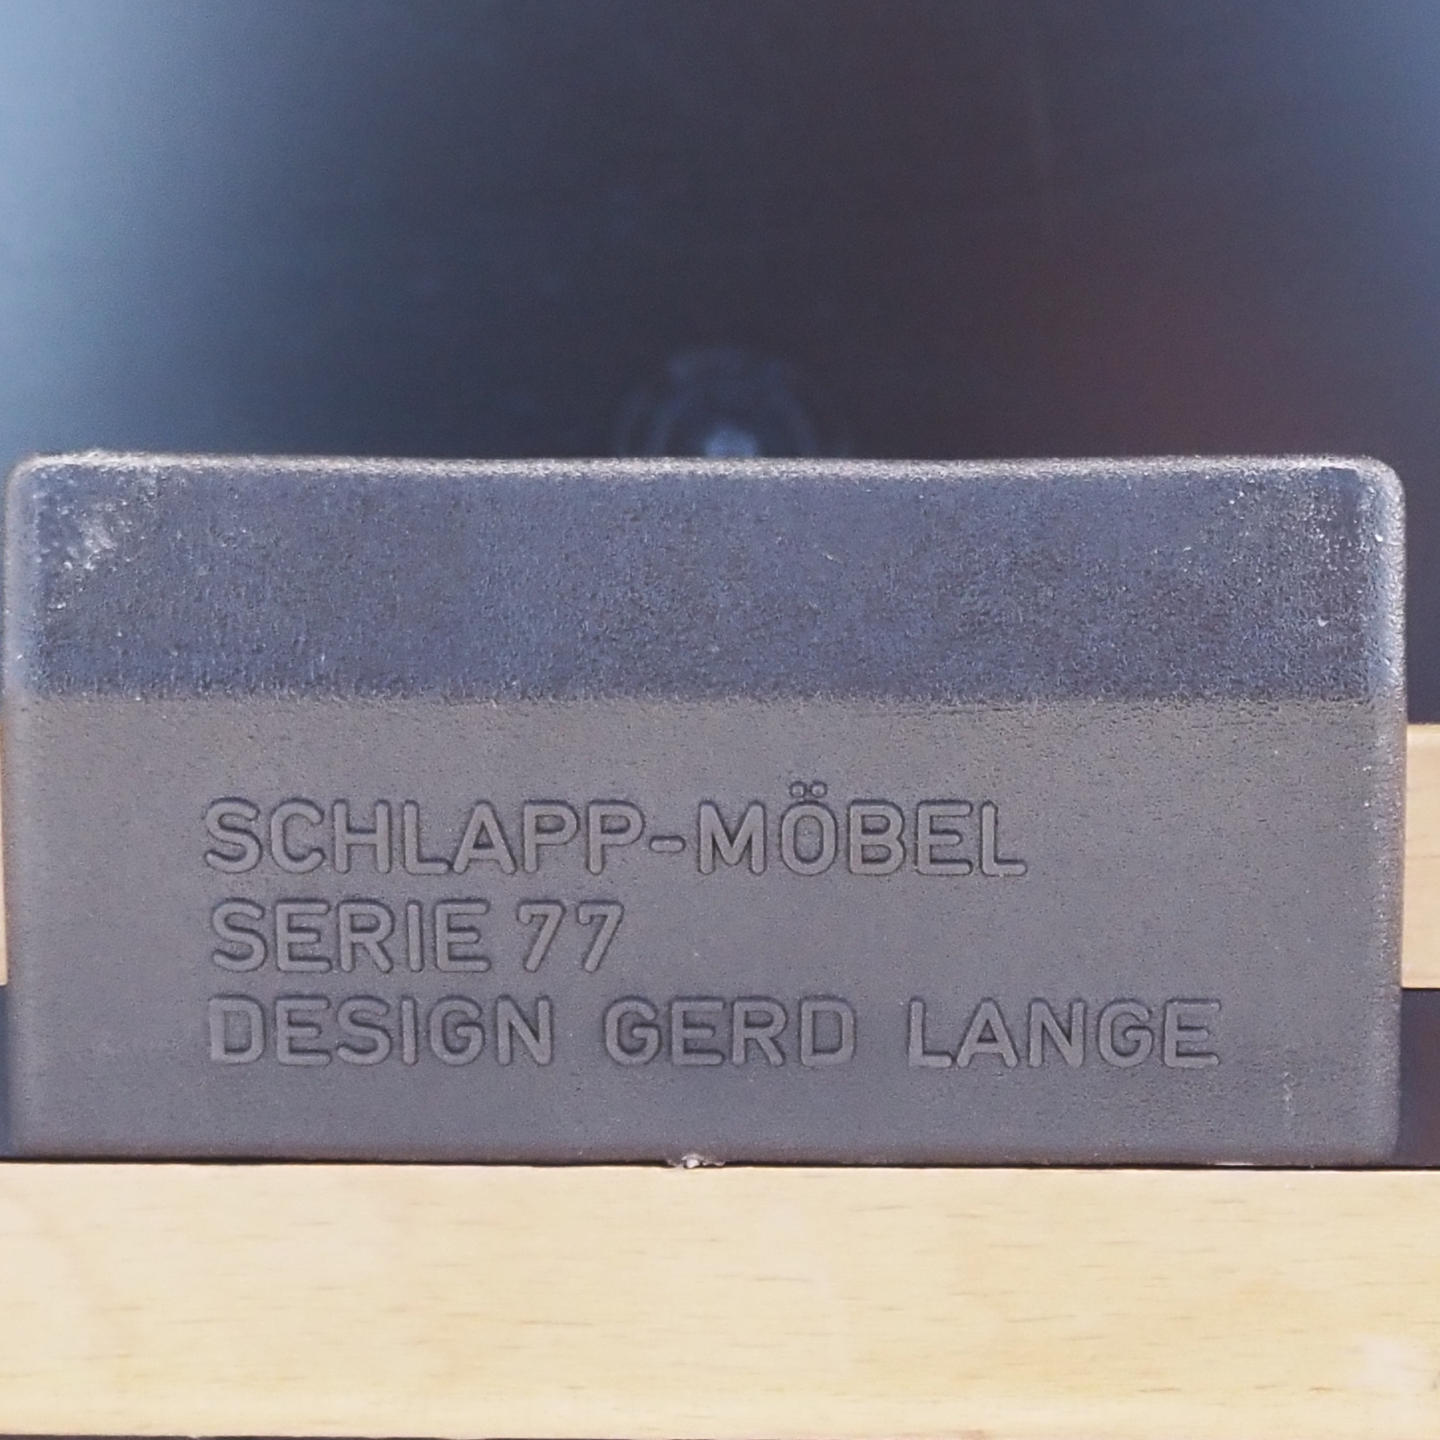 SCHLAPP-MÖBEL
SERIE 77
DESIGN GERD LANGE